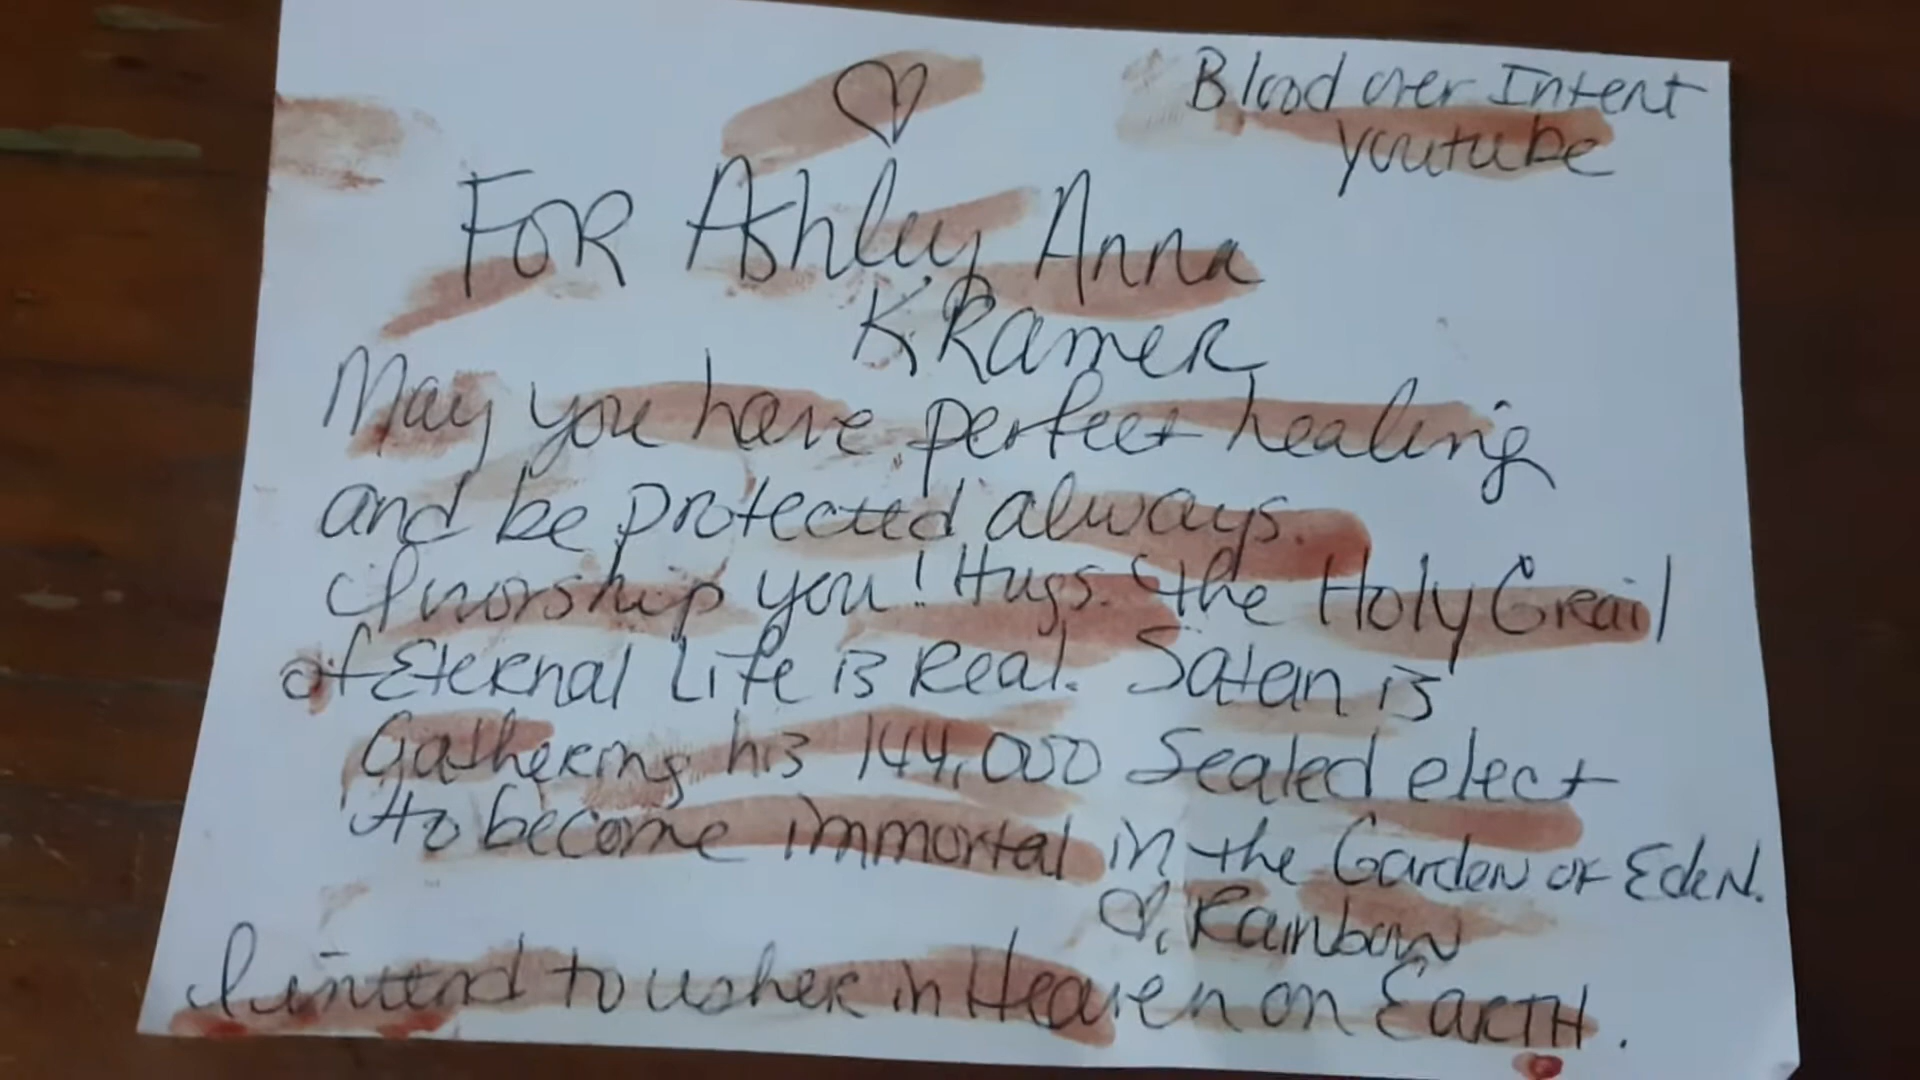 Blood over Intent
youtube
FOR Ashley Anna
KRamer
May you have perfect healing
and be protected always.
I worship you! Hugs. The Holy Grail
of Eternal Life is Real. Satan is
Gathering his 144,000 Sealed elect
to become immortal in the Garden of Eden.
♡, Rainbow
I intend to usher in Heaven on EARTH.